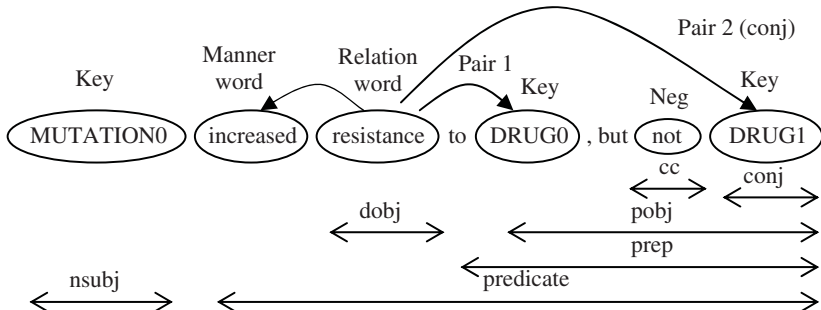 Pair 2 (conj)
Manner word
Relation word
Pair 1
Key
Key
Neg
Key
MUTATION0 increased resistance to DRUG0 , but not DRUG1
cc
conj
dobj
pobj
prep
predicate
nsubj